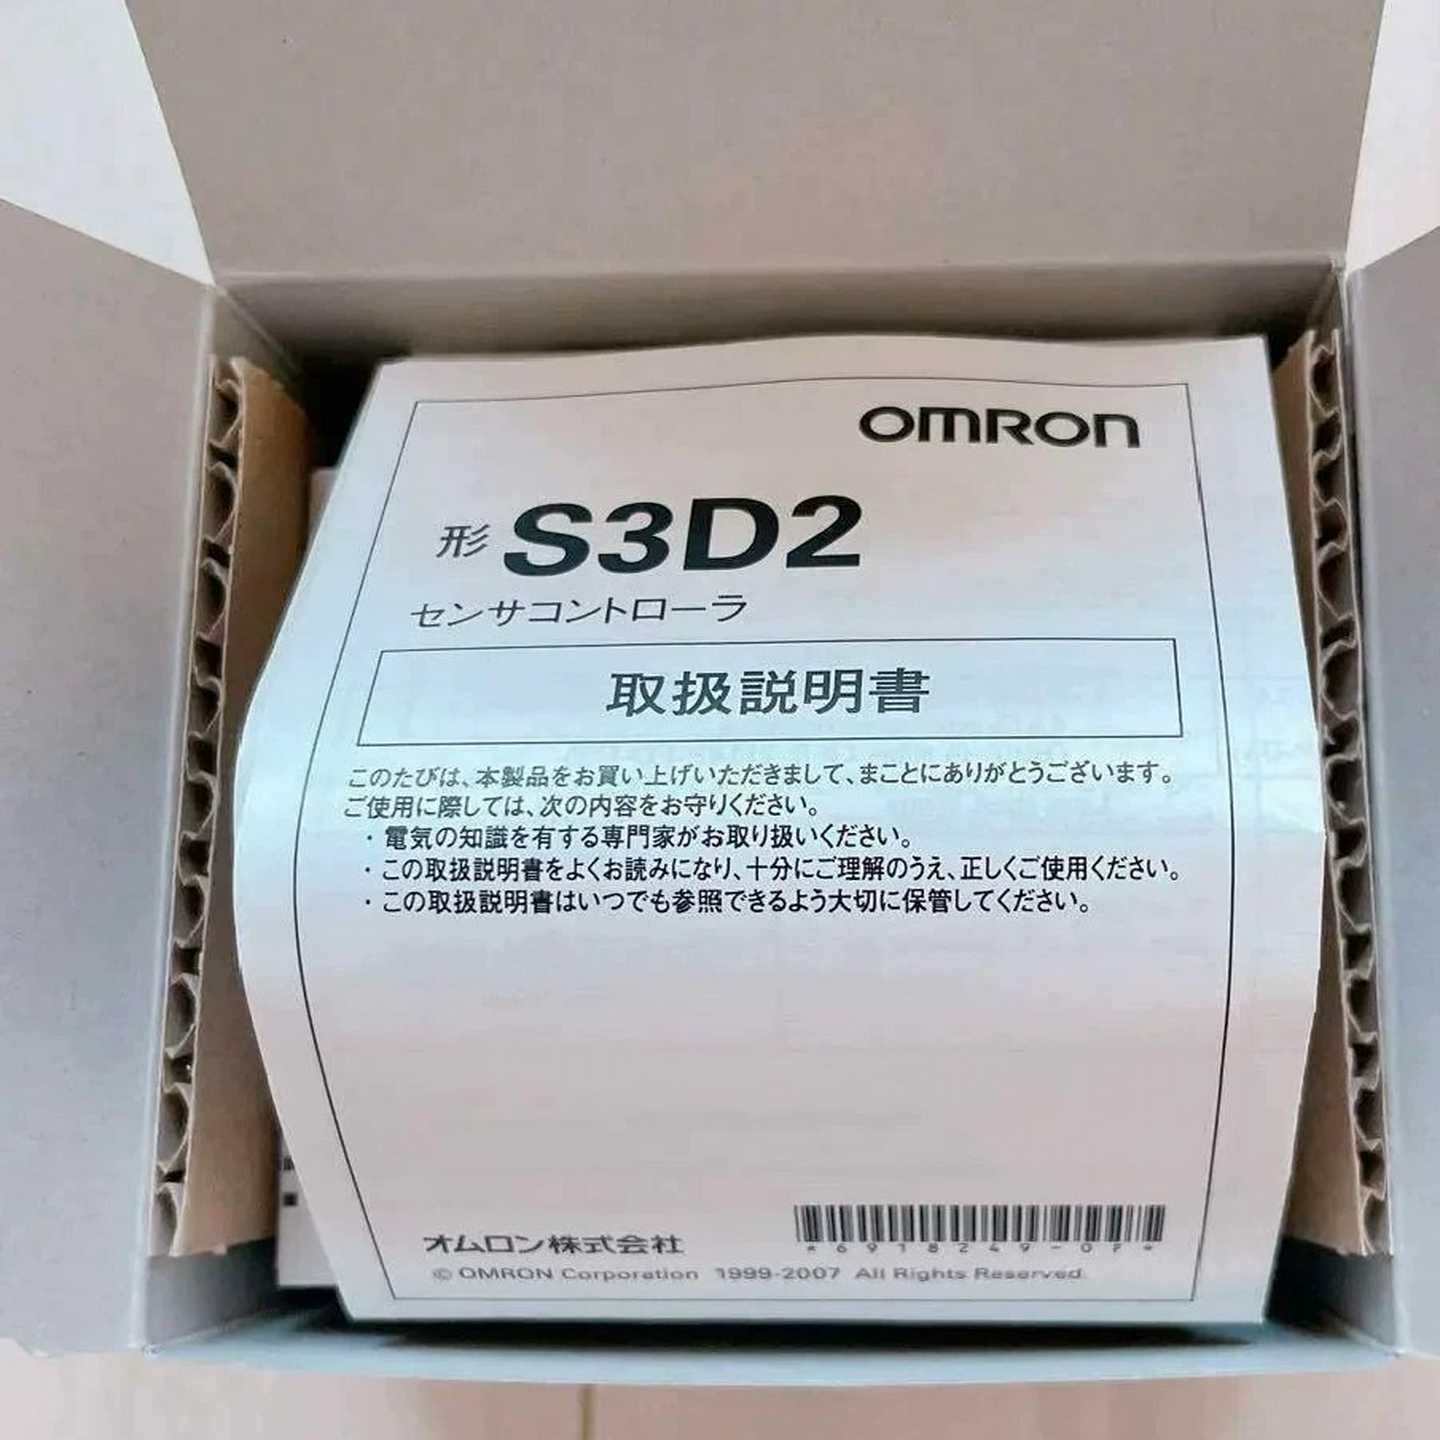 OMRON
形 S3D2
センサコントローラ
取扱説明書
このたびは、本製品をお買い上げいただきまして、まことにありがとうございます。
ご使用に際しては、次の内容をお守りください。
・電気の知識を有する専門家がお取り扱いください。
・この取扱説明書をよくお読みになり、十分にご理解のうえ、正しくご使用ください。
・この取扱説明書はいつでも参照できるよう大切に保管してください。
オムロン株式会社
*6918249-0F*
© OMRON Corporation 1999-2007 All Rights Reserved.